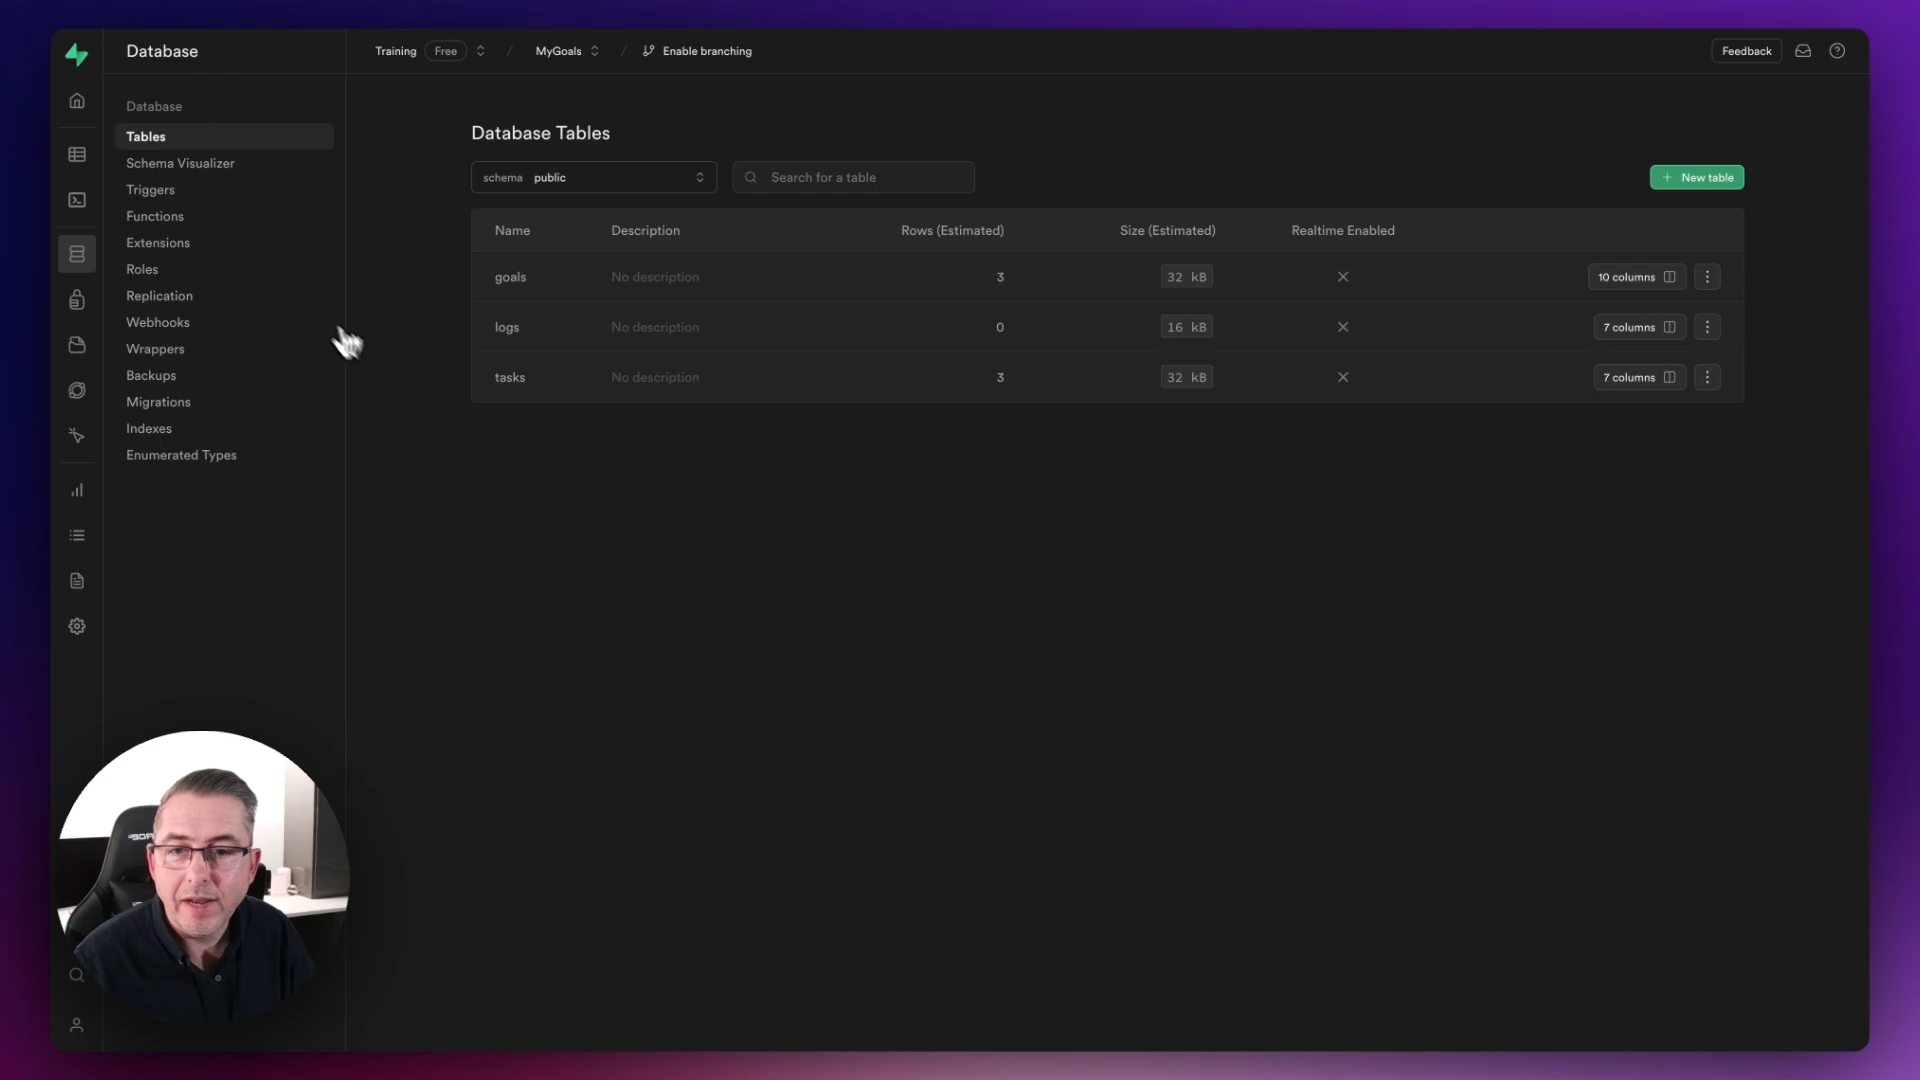 Database
Training Free / MyGoals / Enable branching
Feedback
Database
Tables
Schema Visualizer
Triggers
Functions
Extensions
Roles
Replication
Webhooks
Wrappers
Backups
Migrations
Indexes
Enumerated Types
Database Tables
schema public
Search for a table
+ New table
Name Description Rows (Estimated) Size (Estimated) Realtime Enabled
goals No description 3 32 kB 10 columns
logs No description 0 16 kB 7 columns
tasks No description 3 32 kB 7 columns